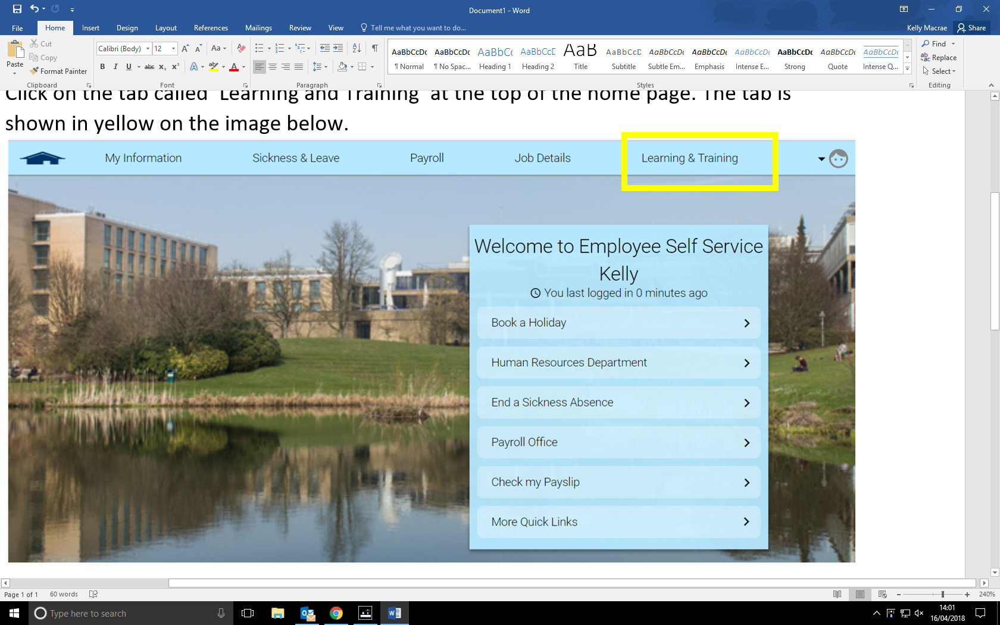 Document1 - Word
File Home Insert Design Layout References Mailings Review View Tell me what you want to do... Kelly Macrae Share
Paste Cut Copy Format Painter
Calibri (Body) 12
AaBbCcDc AaBbCcDc AaBbCc AaBbCcD AaB AaBbCcD AaBbCcDc AaBbCcDc AaBbCcDc AaBbCcDc AaBbCcDc AaBbCcDc
¶ Normal ¶ No Spac... Heading 1 Heading 2 Title Subtitle Subtle Em... Emphasis Intense E... Strong Quote Intense Q...
Find Replace Select
Clipboard Font Paragraph Styles Editing
Click on the tab called 'Learning and Training' at the top of the home page. The tab is
shown in yellow on the image below.
My Information Sickness & Leave Payroll Job Details Learning & Training
Welcome to Employee Self Service
Kelly
You last logged in 0 minutes ago
Book a Holiday
Human Resources Department
End a Sickness Absence
Payroll Office
Check my Payslip
More Quick Links
Page 1 of 1 60 words 240%
Type here to search
14:01
16/04/2018